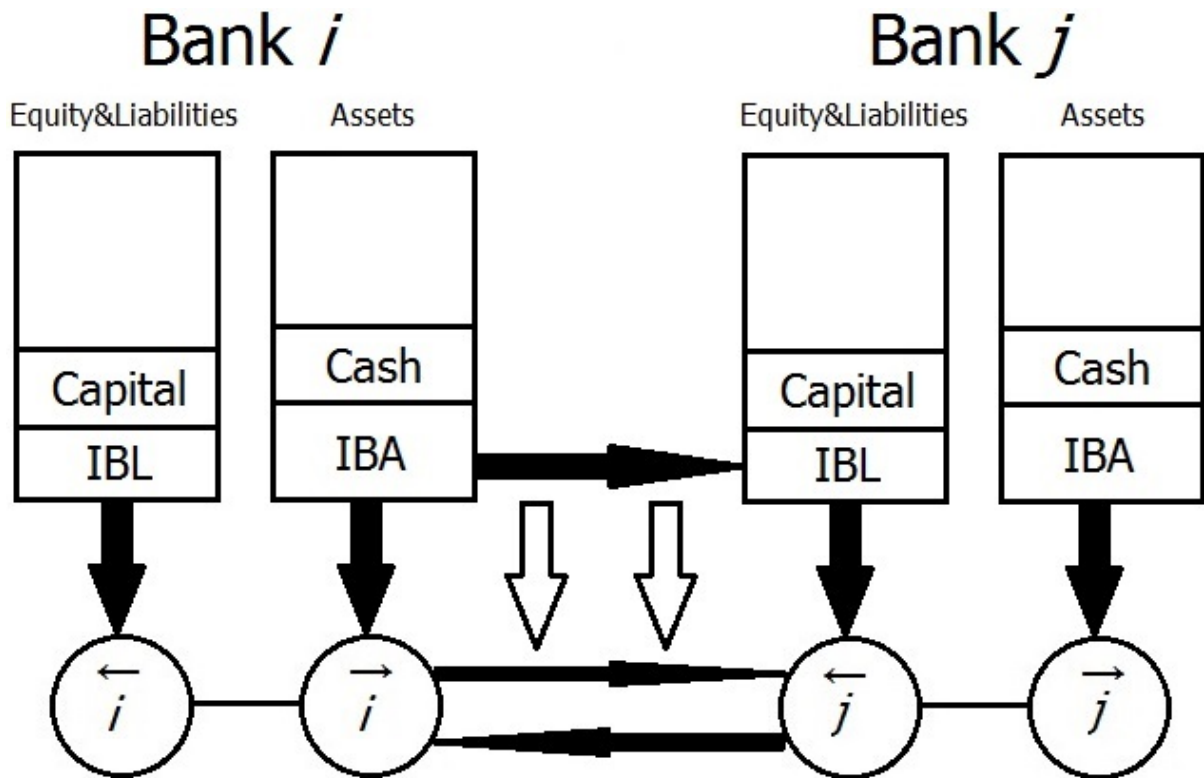 Bank i Bank j
Equity&Liabilities Assets Equity&Liabilities Assets
Cash Cash
Capital Capital
IBA IBA
IBL IBL
← → ← →
i i j j